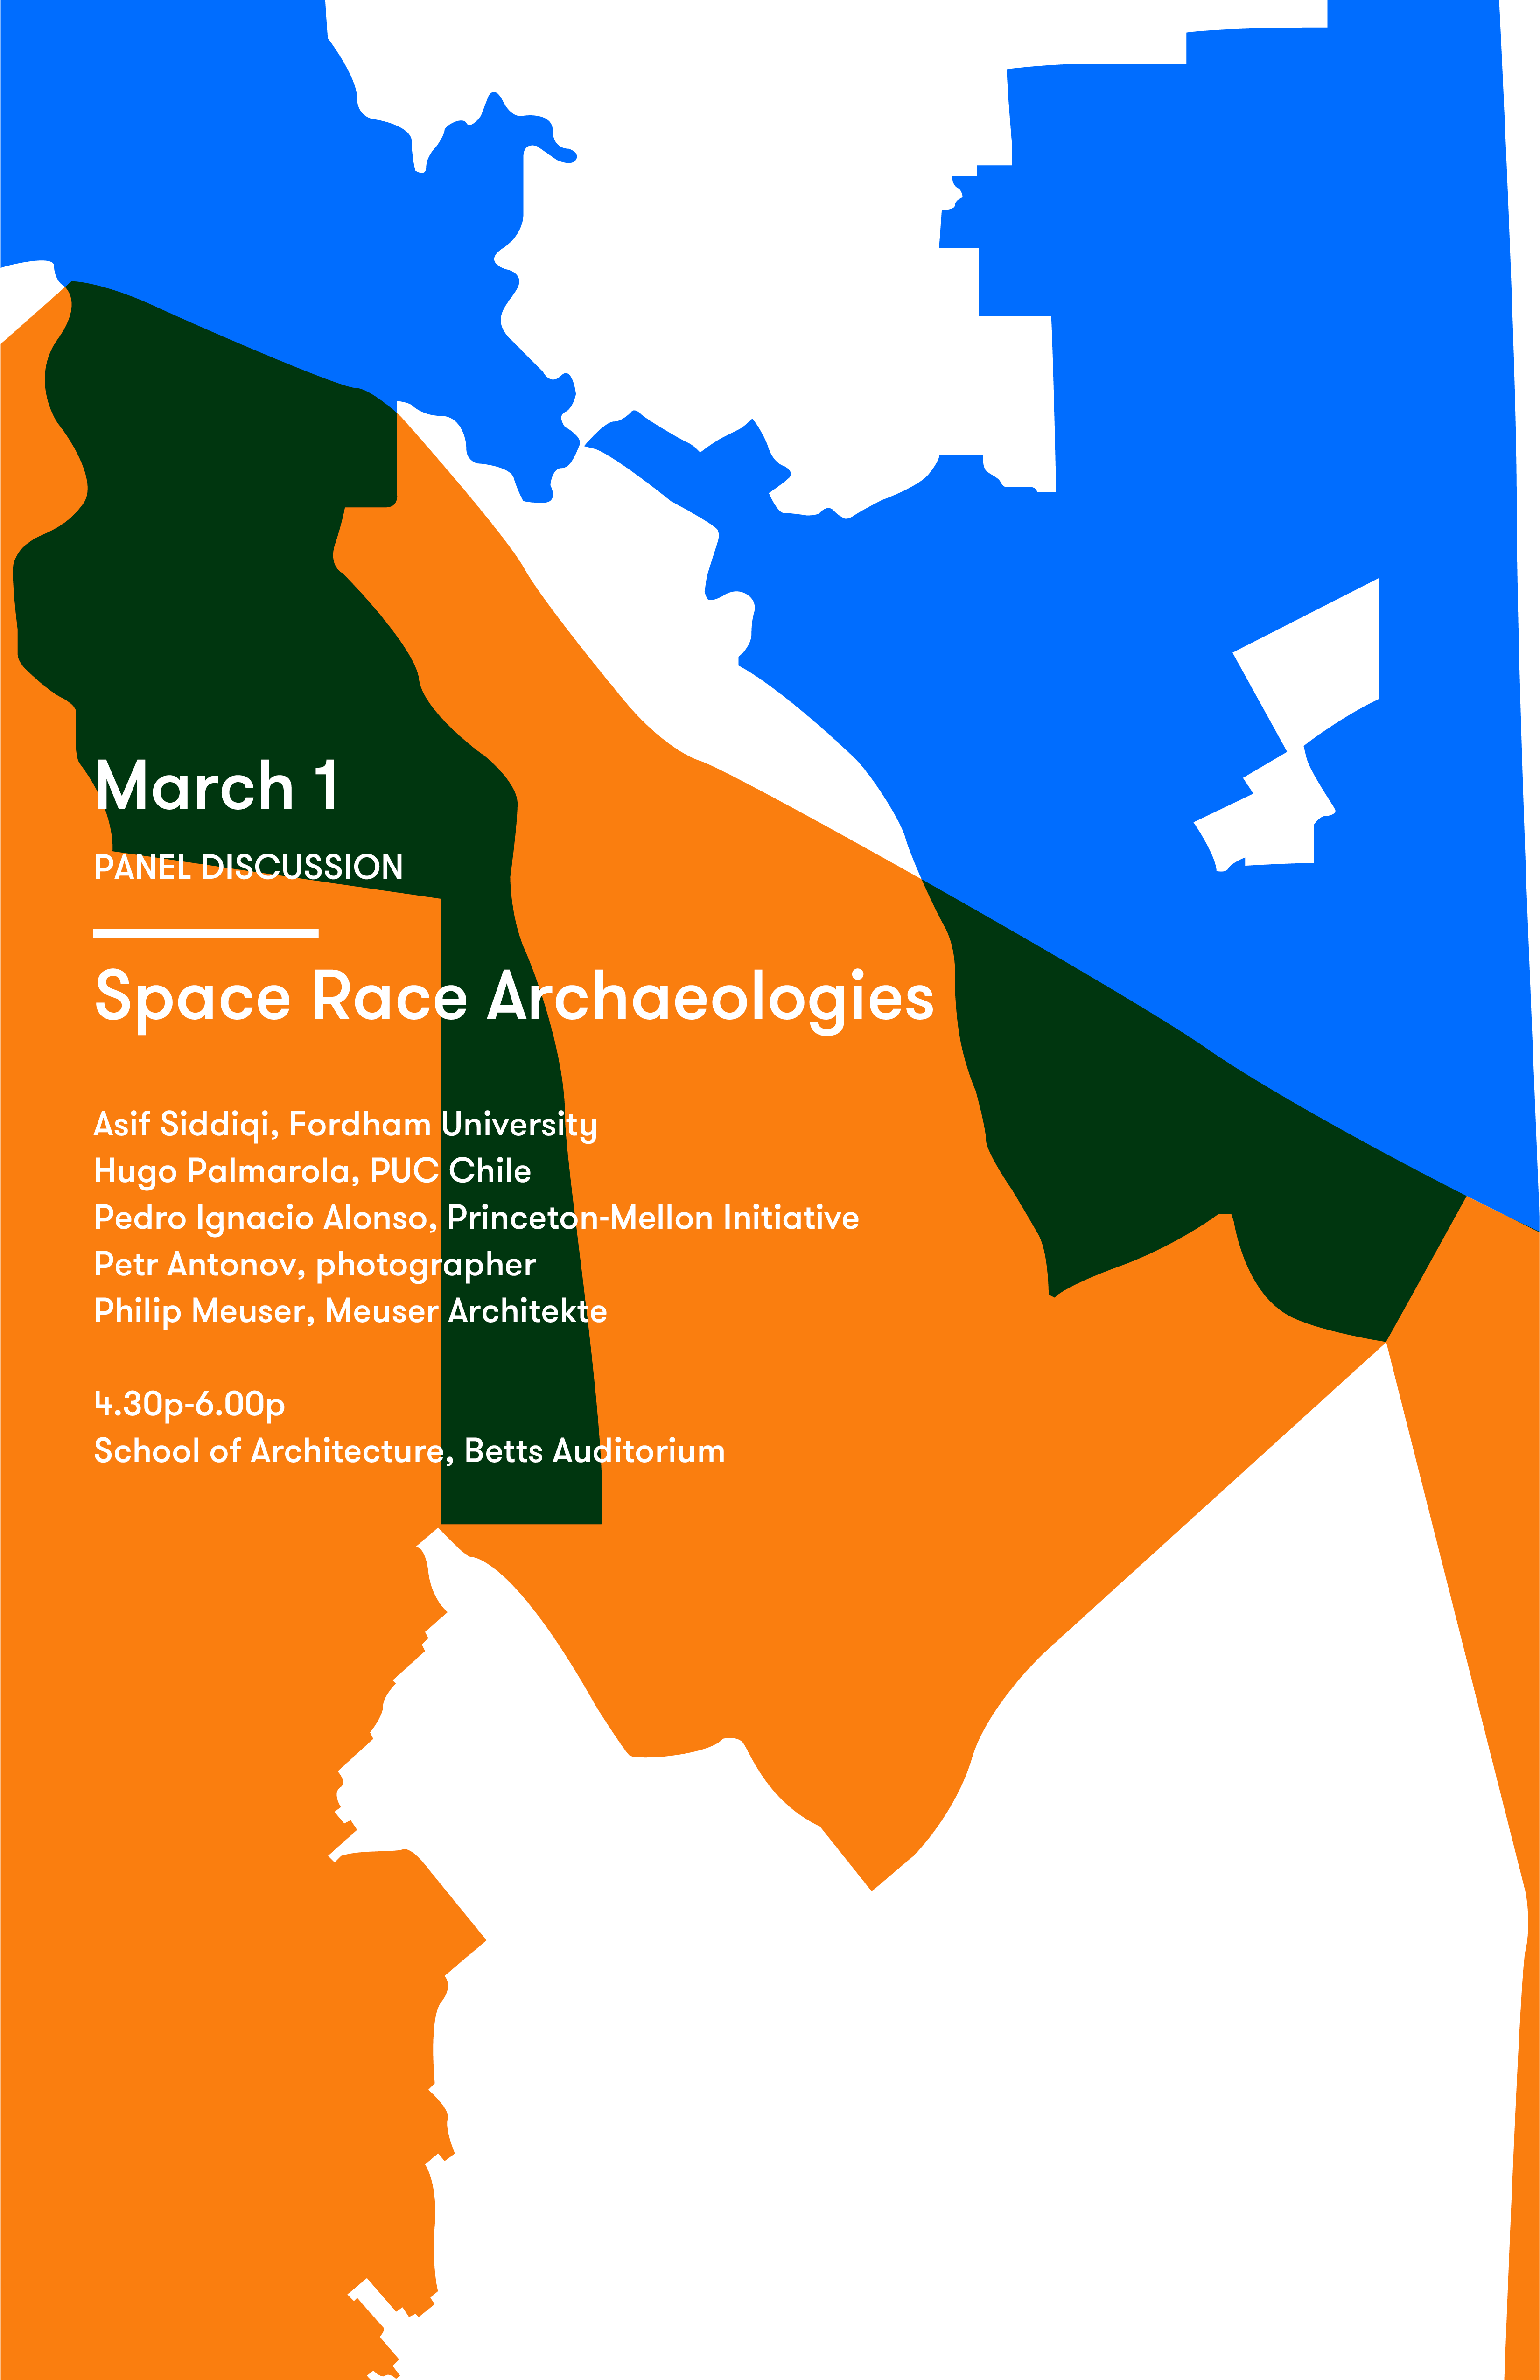 March 1
PANEL DISCUSSION
Space Race Archaeologies
Asif Siddiqi, Fordham University
Hugo Palmarola, PUC Chile
Pedro Ignacio Alonso, Princeton-Mellon Initiative
Petr Antonov, photographer
Philip Meuser, Meuser Architekte
4.30p-6.00p
School of Architecture, Betts Auditorium